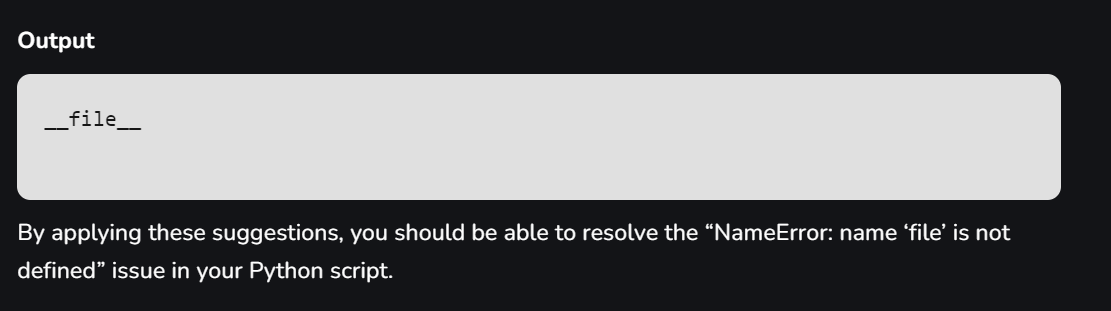 Output
__file__
By applying these suggestions, you should be able to resolve the “NameError: name ‘file’ is not
defined” issue in your Python script.